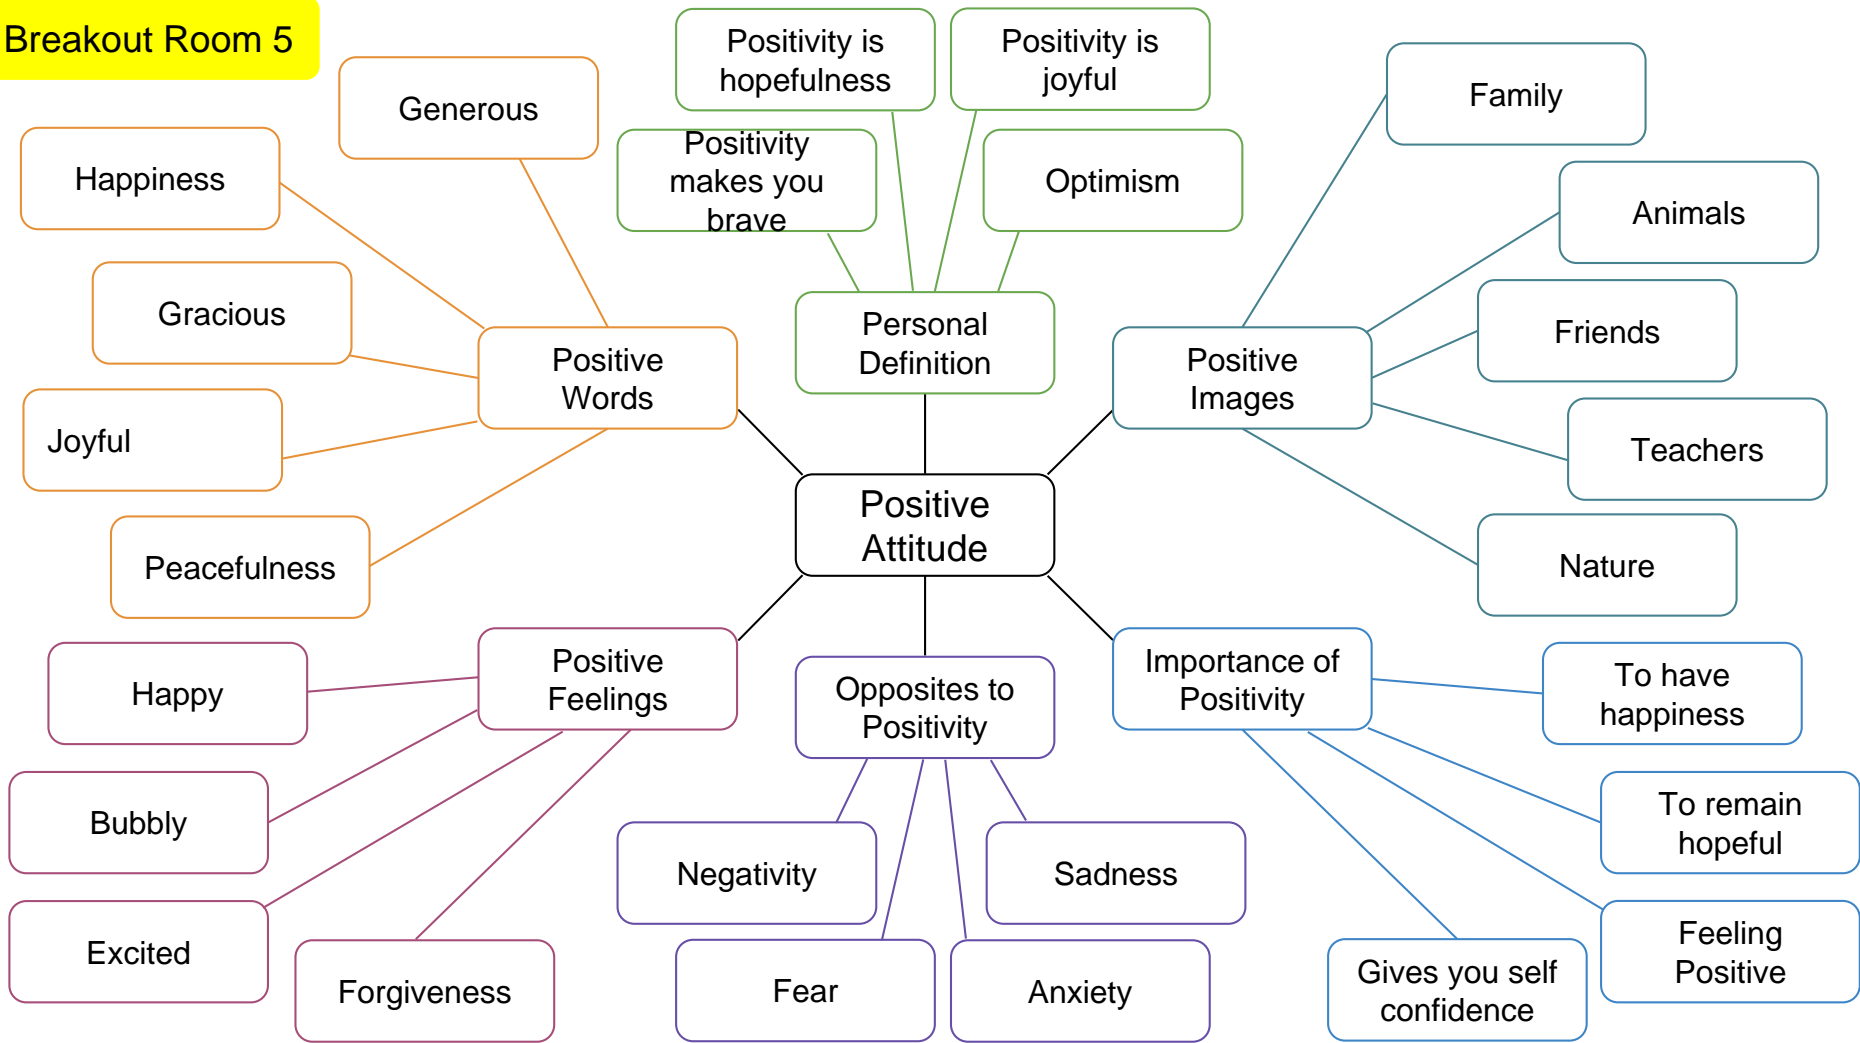 Breakout Room 5
Generous
Happiness
Gracious
Joyful
Peacefulness
Positive
Words
Positivity is
hopefulness
Positivity is
joyful
Positivity
makes you
brave
Optimism
Personal
Definition
Family
Animals
Friends
Teachers
Nature
Positive
Images
Positive
Attitude
Positive
Feelings
Happy
Bubbly
Excited
Forgiveness
Opposites to
Positivity
Negativity
Sadness
Fear
Anxiety
Importance of
Positivity
To have
happiness
To remain
hopeful
Feeling
Positive
Gives you self
confidence